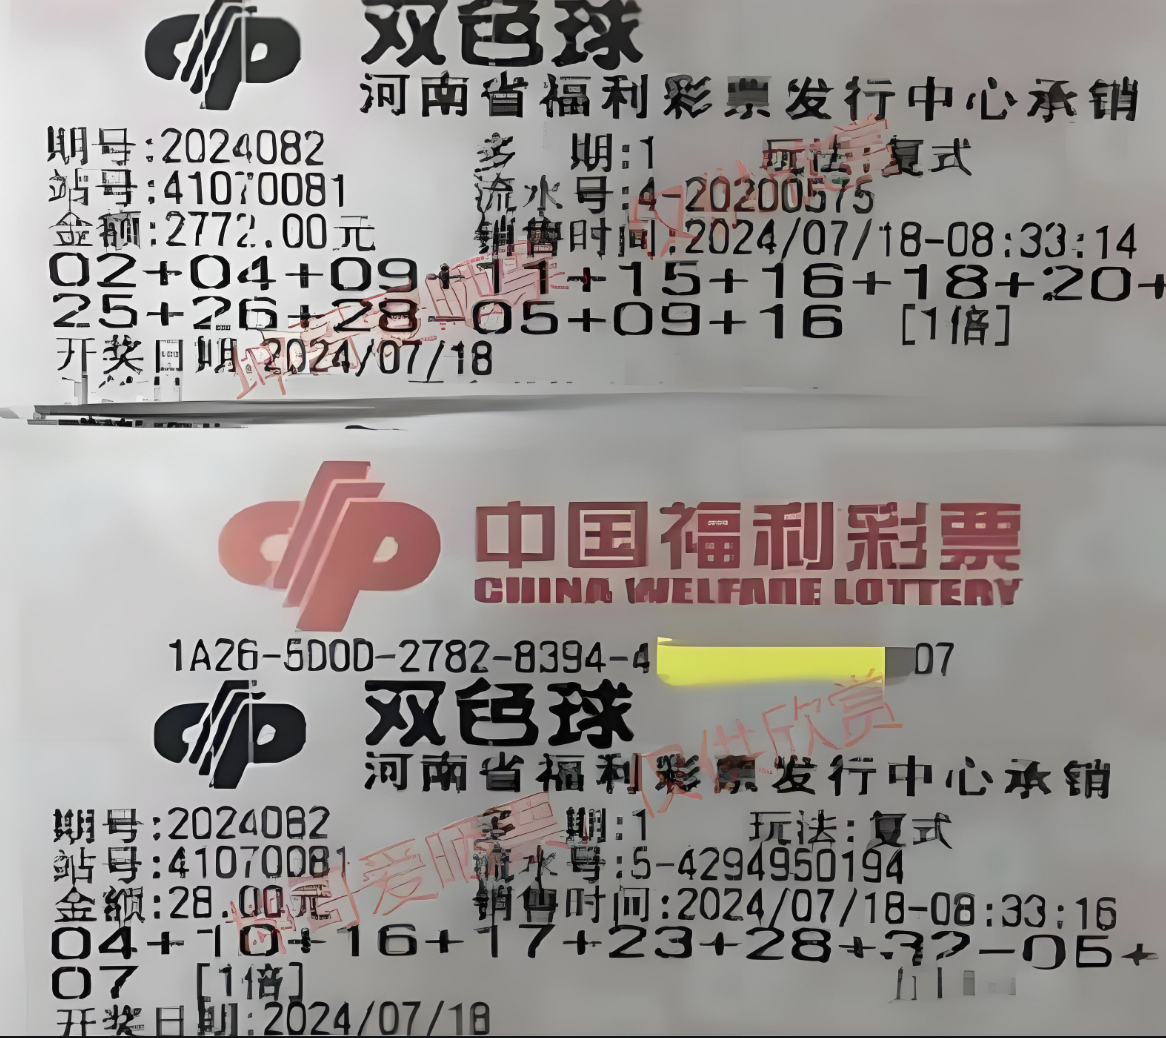 双色球
河南省福利彩票发行中心承销
期号:2024082 多 期:1 玩法:复式
站号:41070081 流水号:4-20200575
金额:2772.00元 销售时间:2024/07/18-08:33:14
02+04+09+11+15+16+18+20+
25+26+28-05+09+16 [1倍]
开奖日期 2024/07/18
中国福利彩票
CHINA WELFARE LOTTERY
1A26-5D0D-2782-8394-4 07
双色球
河南省福利彩票发行中心承销
仅供欣赏
期号:2024082 多 期:1 玩法:复式
站号:41070081 流水号:5-4294950194
金额:28.00元 销售时间:2024/07/18-08:33:16
04+10+16+17+23+28+32-05+
07 [1倍]
开奖日期:2024/07/18